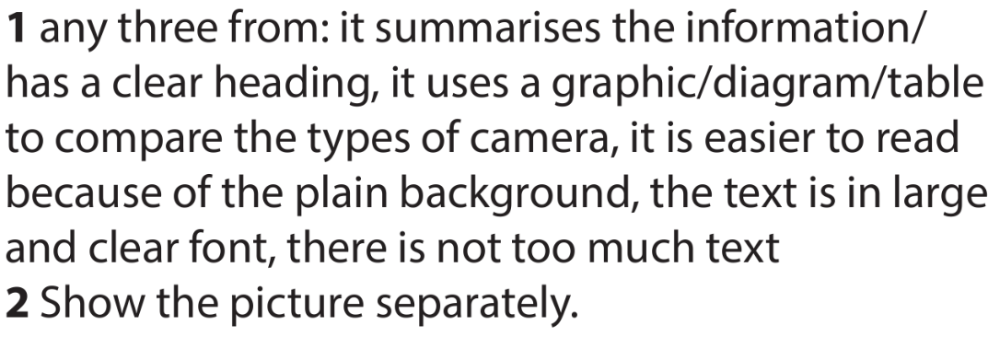 1 any three from: it summarises the information/
has a clear heading, it uses a graphic/diagram/table
to compare the types of camera, it is easier to read
because of the plain background, the text is in large
and clear font, there is not too much text
2 Show the picture separately.